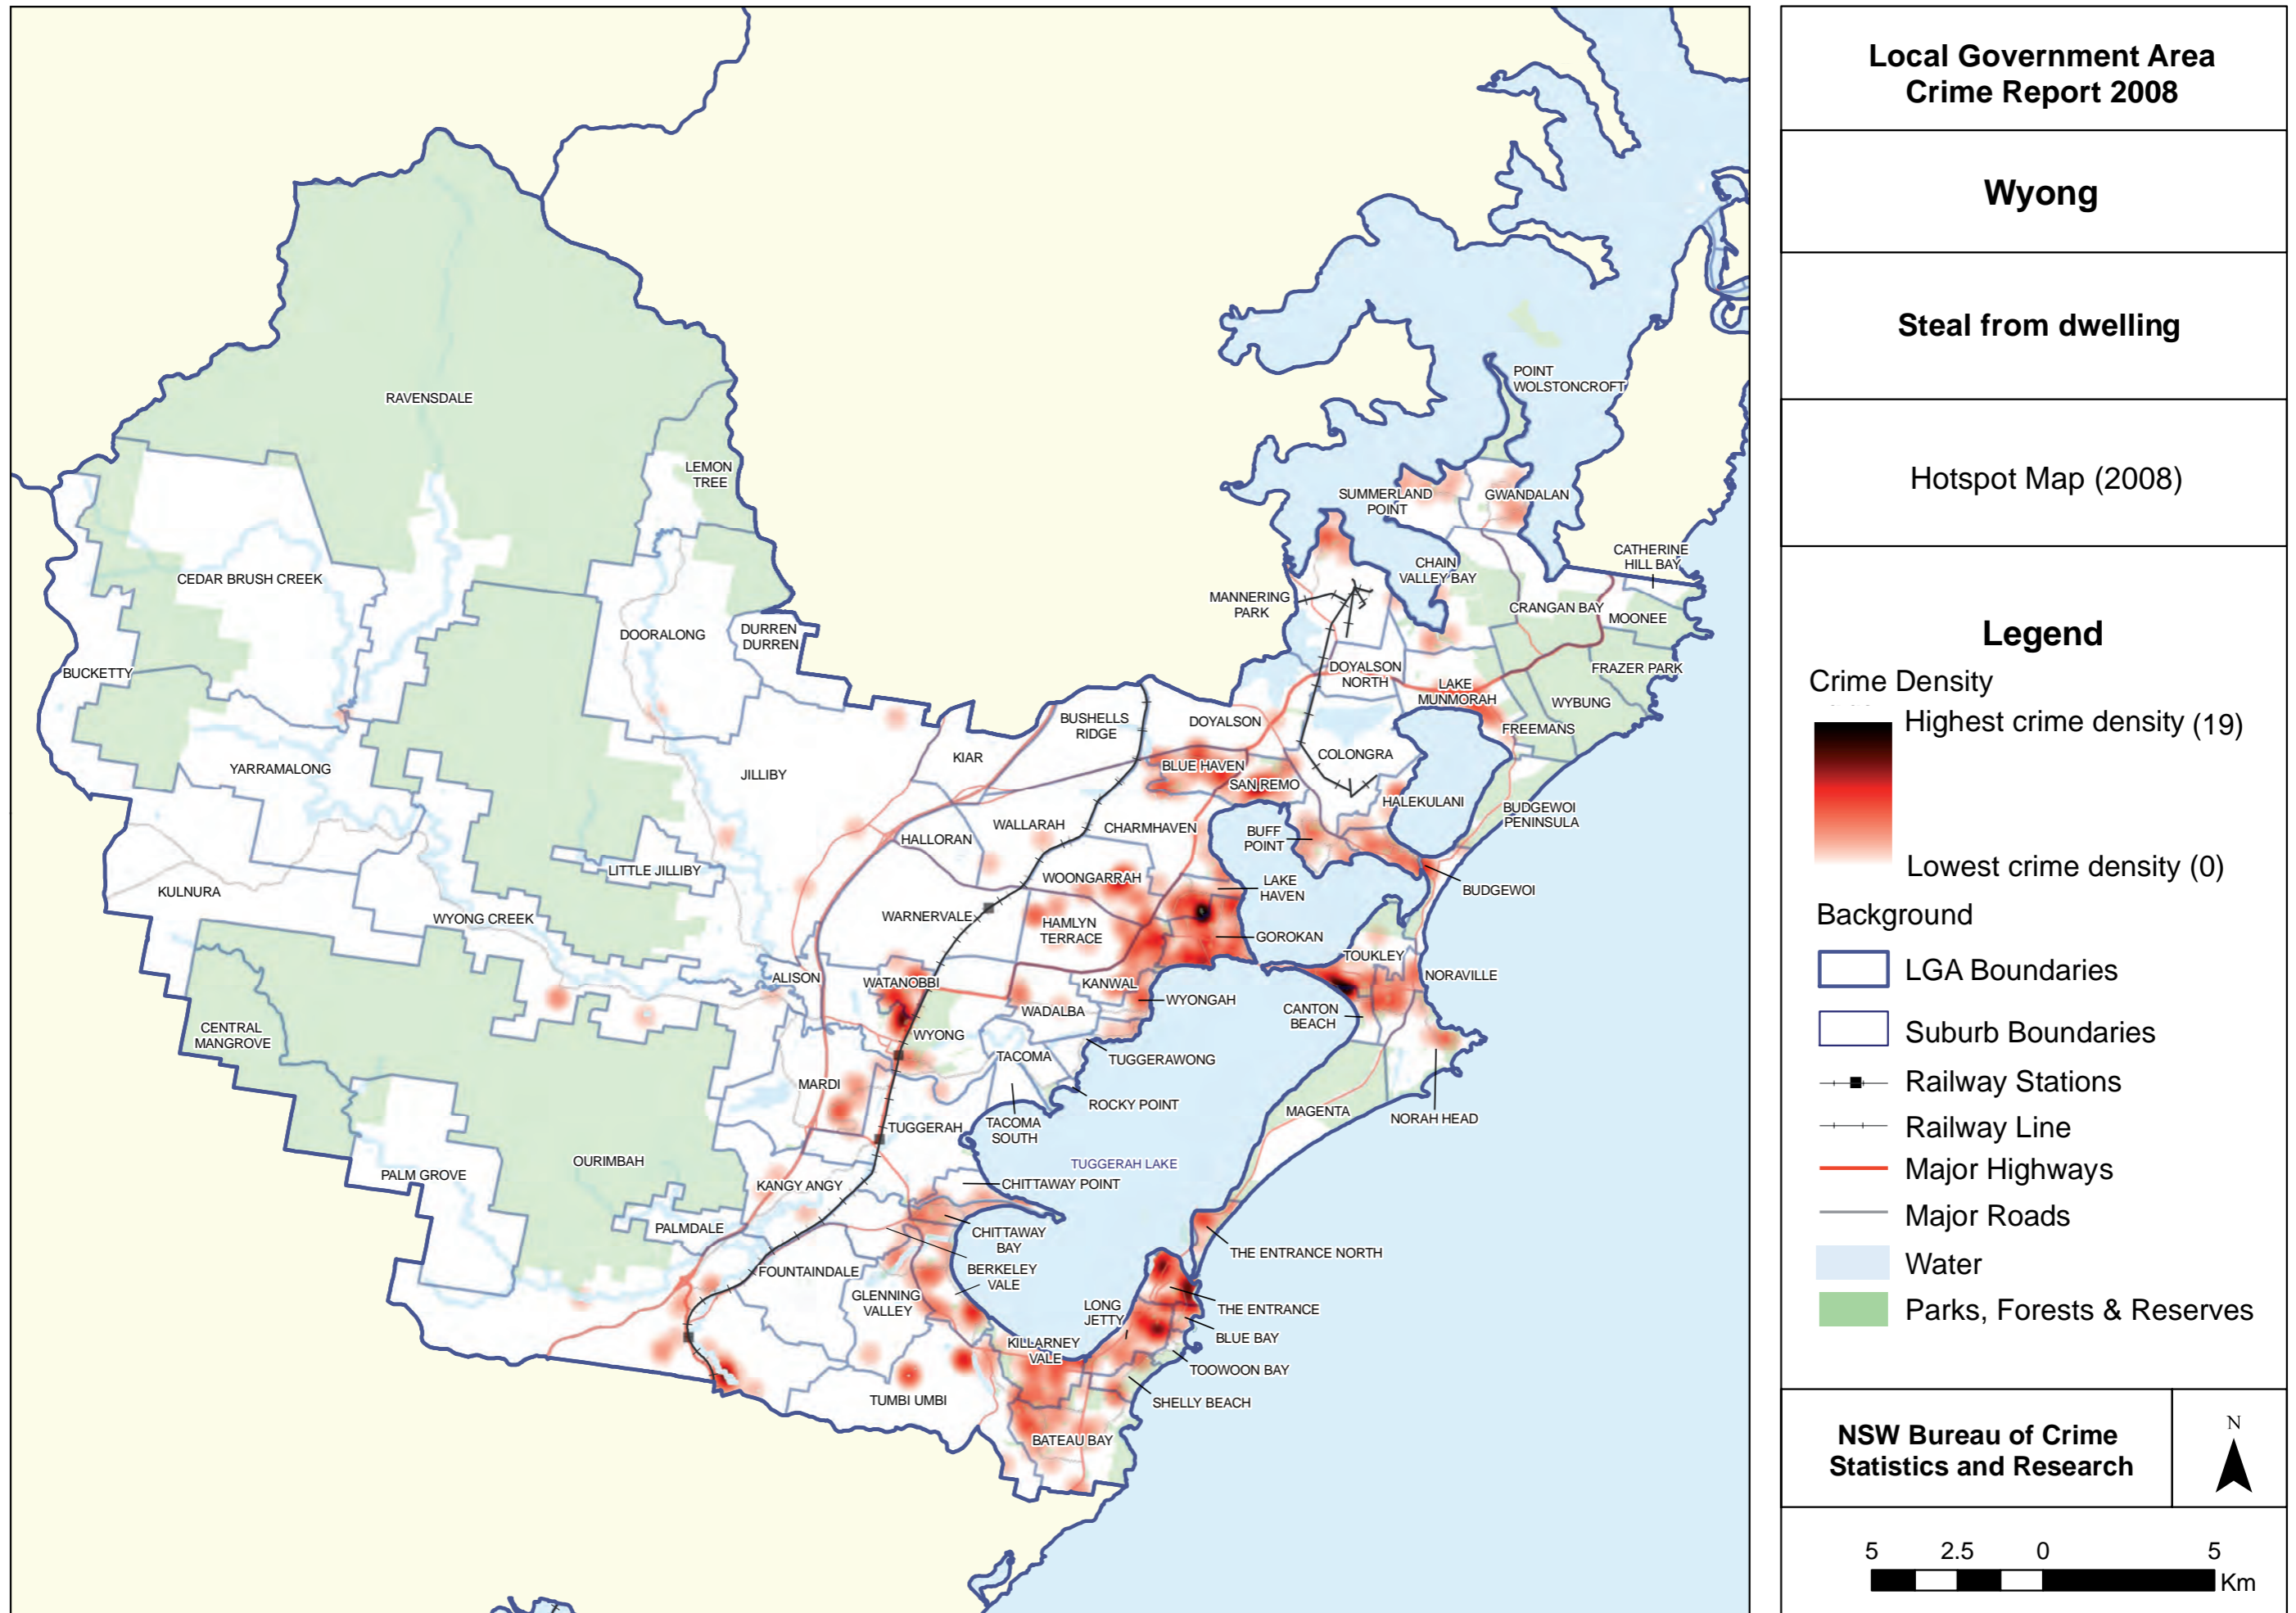 Local Government Area
Crime Report 2008
Wyong
Steal from dwelling
Hotspot Map (2008)
Legend
Crime Density
Highest crime density (19)
Lowest crime density (0)
Background
LGA Boundaries
Suburb Boundaries
Railway Stations
Railway Line
Major Highways
Major Roads
Water
Parks, Forests & Reserves
NSW Bureau of Crime
Statistics and Research
N
5 2.5 0 5
Km
POINT
WOLSTONCROFT
RAVENSDALE
LEMON
TREE
SUMMERLAND
POINT
GWANDALAN
CATHERINE
HILL BAY
CHAIN
VALLEY BAY
CEDAR BRUSH CREEK
MANNERING
PARK
CRANGAN BAY
MOONEE
DOORALONG
DURREN
DURREN
BUCKETTY
DOYALSON
NORTH
FRAZER PARK
LAKE
MUNMORAH
WYBUNG
BUSHELLS
RIDGE
DOYALSON
FREEMANS
YARRAMALONG
JILLIBY
KIAR
COLONGRA
BLUE HAVEN
SAN REMO
HALEKULANI
BUDGEWOI
PENINSULA
WALLARAH
CHARMHAVEN
HALLORAN
BUFF
POINT
LITTLE JILLIBY
WOONGARRAH
LAKE
HAVEN
BUDGEWOI
KULNURA
WYONG CREEK
WARNERVALE
HAMLYN
TERRACE
GOROKAN
TOUKLEY
ALISON
WATANOBBI
KANWAL
NORAVILLE
WYONGAH
WADALBA
CANTON
BEACH
CENTRAL
MANGROVE
WYONG
TACOMA
TUGGERAWONG
MARDI
ROCKY POINT
MAGENTA
NORAH HEAD
TUGGERAH
TACOMA
SOUTH
OURIMBAH
TUGGERAH LAKE
PALM GROVE
KANGY ANGY
CHITTAWAY POINT
PALMDALE
CHITTAWAY
BAY
THE ENTRANCE NORTH
FOUNTAINDALE
BERKELEY
VALE
GLENNING
VALLEY
LONG
JETTY
THE ENTRANCE
BLUE BAY
KILLARNEY
VALE
TOOWOON BAY
TUMBI UMBI
SHELLY BEACH
BATEAU BAY